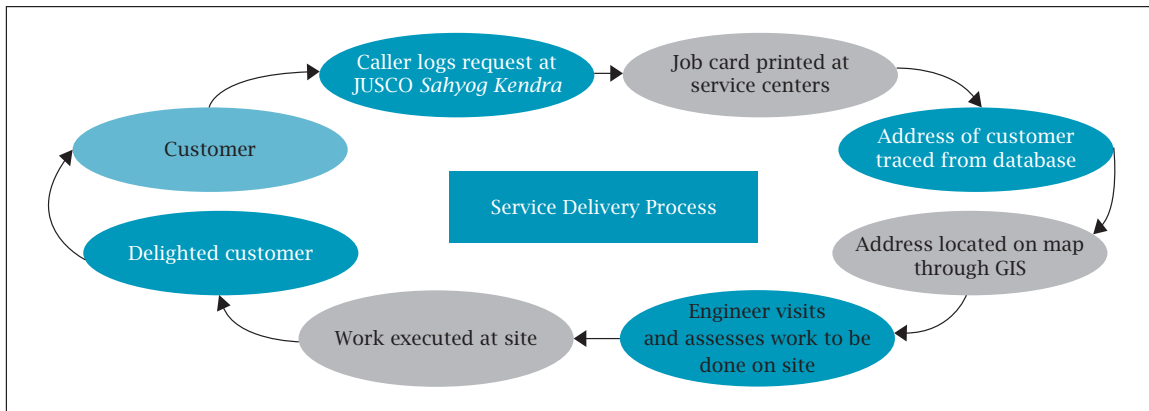 Caller logs request at
JUSCO Sahyog Kendra
Job card printed at
service centers
Customer
Address of customer
traced from database
Service Delivery Process
Delighted customer
Address located on map
through GIS
Engineer visits
and assesses work to be
done on site
Work executed at site